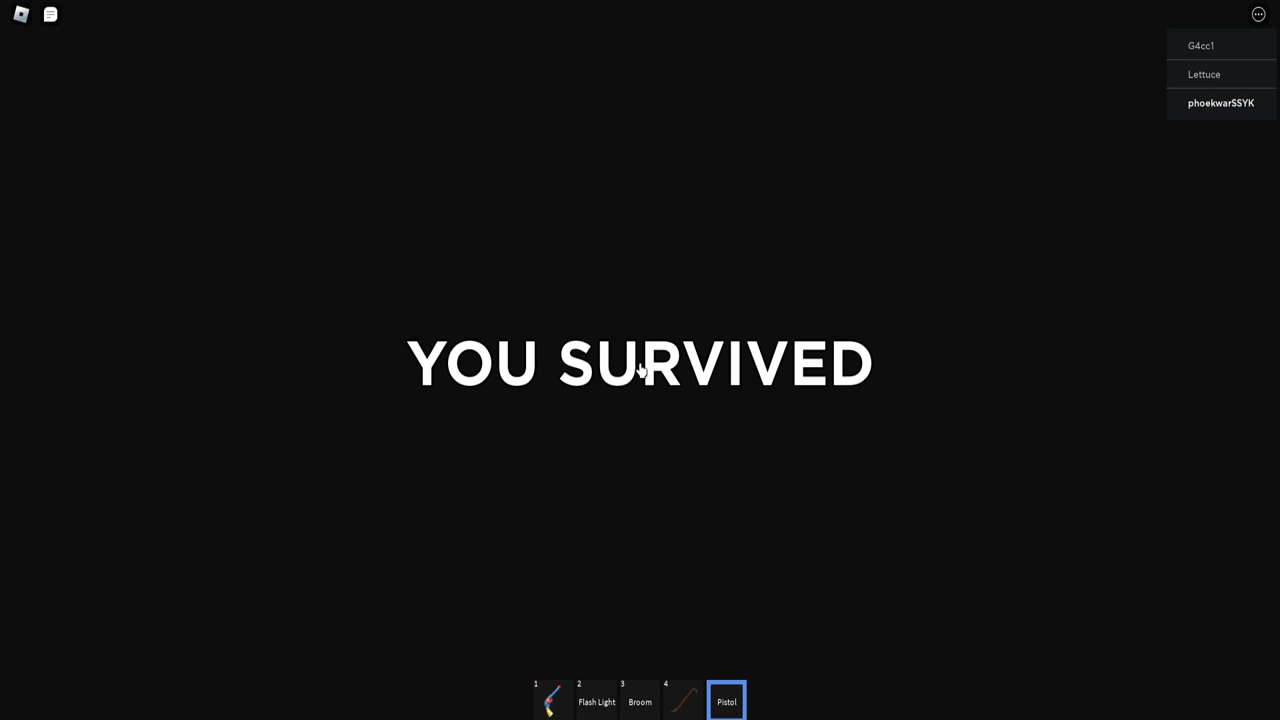 G4cc1
Lettuce
phoekwarSSYK
YOU SURVIVED
1
2
3
4
Flash Light
Broom
Pistol